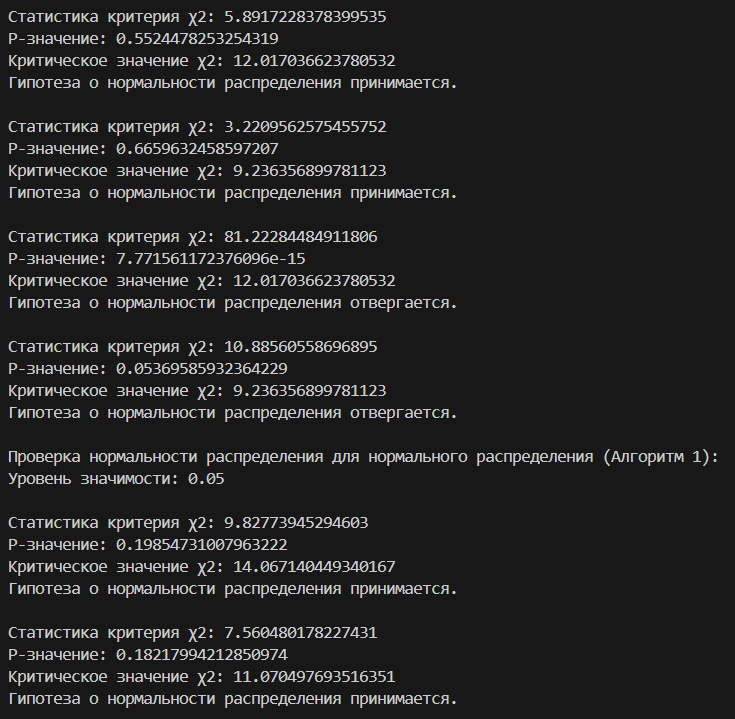 Статистика критерия χ2: 5.8917228378399535
P-значение: 0.5524478253254319
Критическое значение χ2: 12.017036623780532
Гипотеза о нормальности распределения принимается.
Статистика критерия χ2: 3.2209562575455752
P-значение: 0.6659632458597207
Критическое значение χ2: 9.236356899781123
Гипотеза о нормальности распределения принимается.
Статистика критерия χ2: 81.22284484911806
P-значение: 7.771561172376096e-15
Критическое значение χ2: 12.017036623780532
Гипотеза о нормальности распределения отвергается.
Статистика критерия χ2: 10.88560558696895
P-значение: 0.05369585932364229
Критическое значение χ2: 9.236356899781123
Гипотеза о нормальности распределения отвергается.
Проверка нормальности распределения для нормального распределения (Алгоритм 1):
Уровень значимости: 0.05
Статистика критерия χ2: 9.82773945294603
P-значение: 0.19854731007963222
Критическое значение χ2: 14.067140449340167
Гипотеза о нормальности распределения принимается.
Статистика критерия χ2: 7.560480178227431
P-значение: 0.18217994212850974
Критическое значение χ2: 11.070497693516351
Гипотеза о нормальности распределения принимается.